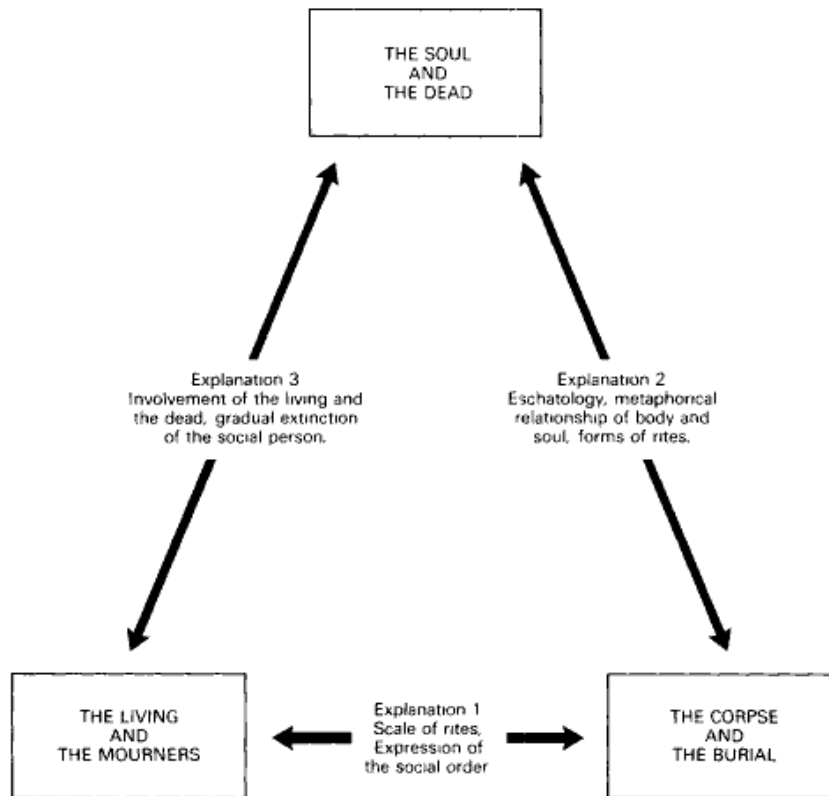 THE SOUL
AND
THE DEAD
Explanation 3
Involvement of the living and
the dead, gradual extinction
of the social person.
Explanation 2
Eschatology, metaphorical
relationship of body and
soul, forms of rites.
THE LIVING
AND
THE MOURNERS
Explanation 1
Scale of rites,
Expression of
the social order
THE CORPSE
AND
THE BURIAL